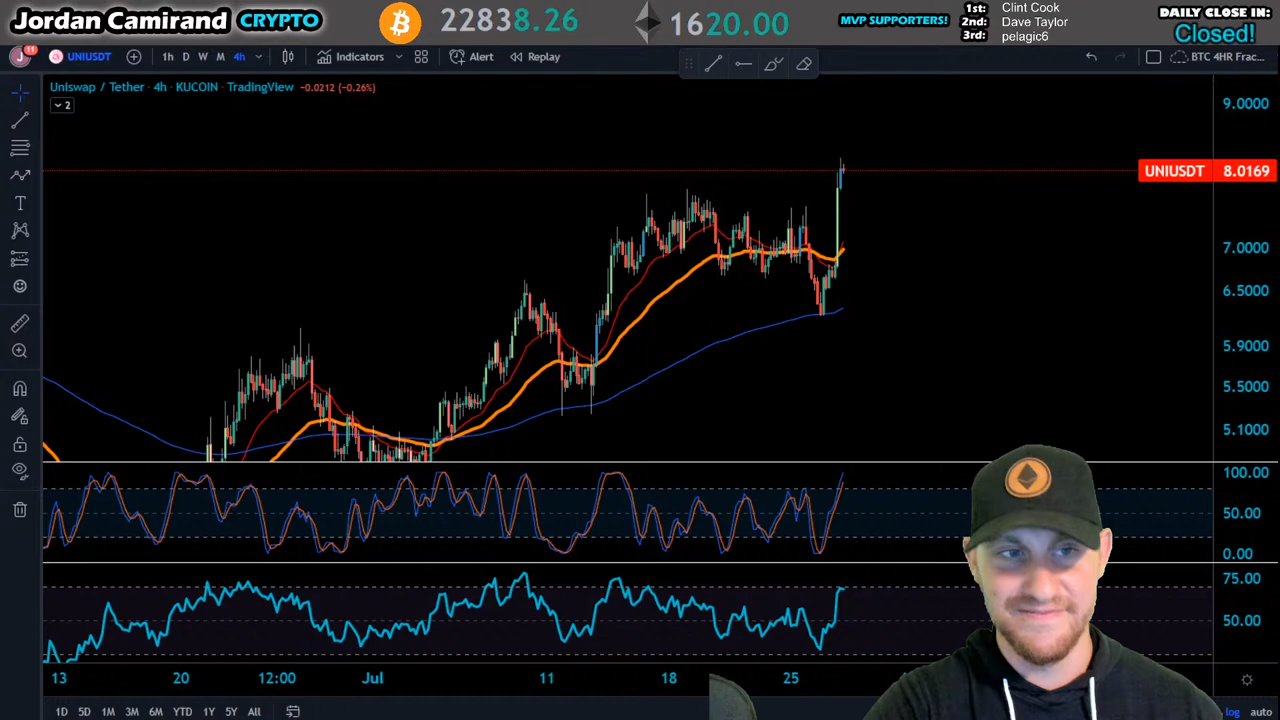 Jordan Camirand CRYPTO
22838.26
1620.00
MVP SUPPORTERS!
1st: Clint Cook
2nd: Dave Taylor
3rd: pelagic6
DAILY CLOSE IN:
Closed!
J 11 UNIUSDT 1h D W M 4h Indicators Alert Replay BTC 4HR Frac...
Uniswap / Tether · 4h · KUCOIN · TradingView −0.0212 (−0.26%)
2
9.0000
UNIUSDT 8.0169
7.0000
6.5000
5.9000
5.5000
5.1000
100.00
50.00
0.00
75.00
50.00
13 20 12:00 Jul 11 18 25
1D 5D 1M 3M 6M YTD 1Y 5Y All log auto